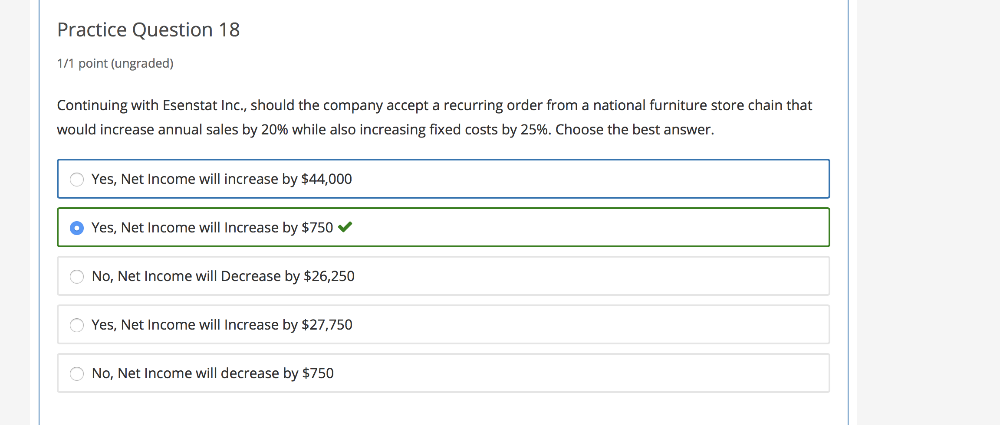 Practice Question 18
1/1 point (ungraded)
Continuing with Esenstat Inc., should the company accept a recurring order from a national furniture store chain that
would increase annual sales by 20% while also increasing fixed costs by 25%. Choose the best answer.
Yes, Net Income will increase by $44,000
Yes, Net Income will Increase by $750
No, Net Income will Decrease by $26,250
Yes, Net Income will Increase by $27,750
No, Net Income will decrease by $750